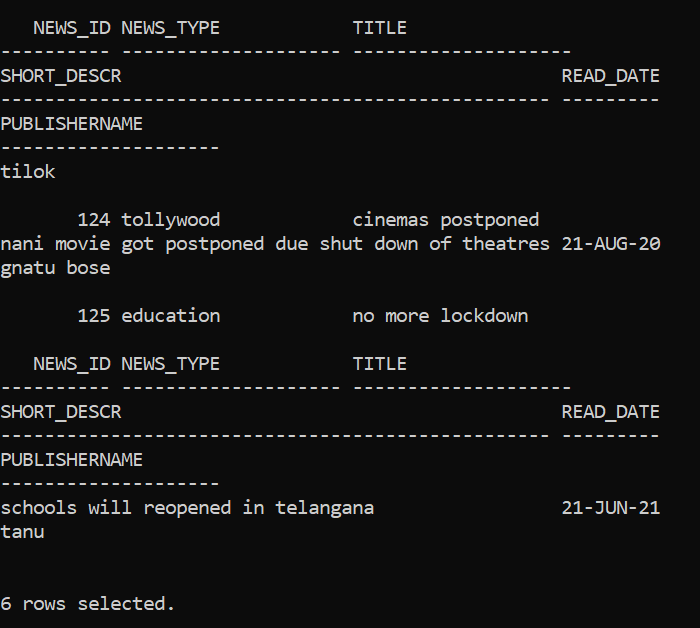 NEWS_ID NEWS_TYPE            TITLE
---------- -------------------- --------------------
SHORT_DESCR                                        READ_DATE
-------------------------------------------------- ---------
PUBLISHERNAME
--------------------
tilok
124 tollywood            cinemas postponed
nani movie got postponed due shut down of theatres 21-AUG-20
gnatu bose
125 education            no more lockdown
NEWS_ID NEWS_TYPE            TITLE
---------- -------------------- --------------------
SHORT_DESCR                                        READ_DATE
-------------------------------------------------- ---------
PUBLISHERNAME
--------------------
schools will reopened in telangana                 21-JUN-21
tanu
6 rows selected.